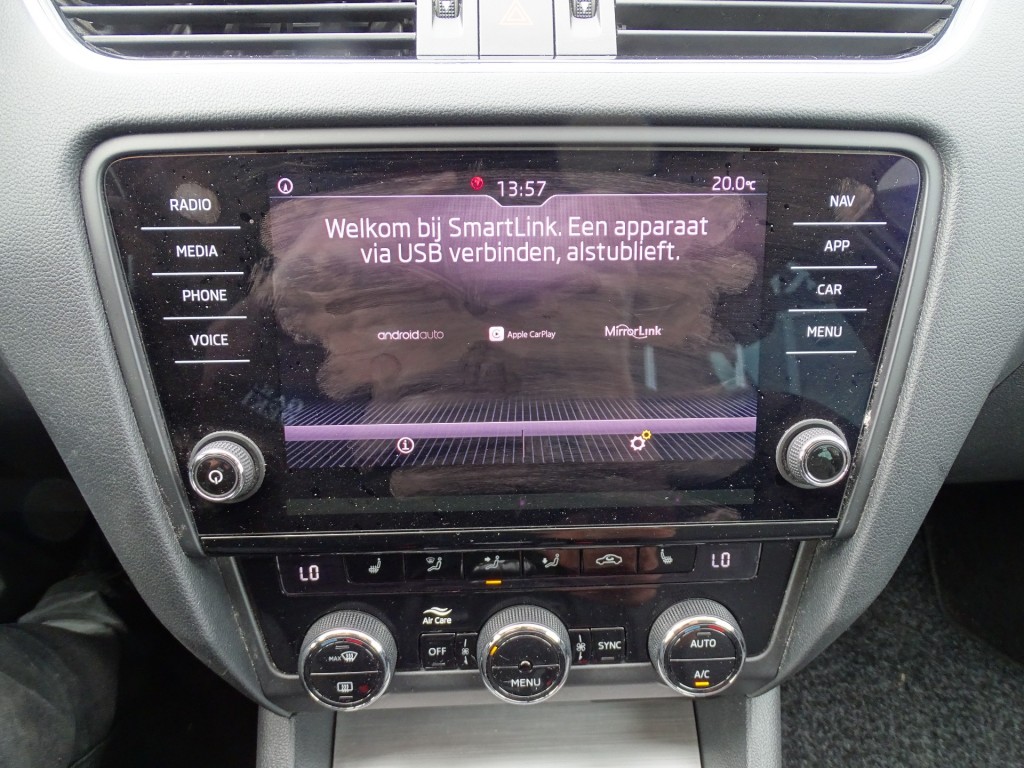 13:57
20.0°C
RADIO
MEDIA
PHONE
VOICE
Welkom bij SmartLink. Een apparaat
via USB verbinden, alstublieft.
androidauto
Apple CarPlay
MirrorLink
NAV
APP
CAR
MENU
LO
LO
Air Care
MAX
OFF
MENU
SYNC
AUTO
A/C